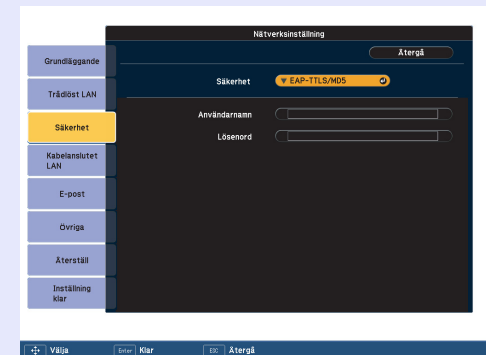 Nätverksinställning
Återgå
Grundläggande
Trådlöst LAN
Säkerhet
Kabelanslutet
LAN
E-post
Övriga
Återställ
Inställning
klar
Säkerhet
EAP-TTLS/MD5
Användarnamn
Lösenord
Välja
Enter Klar
ESC Återgå